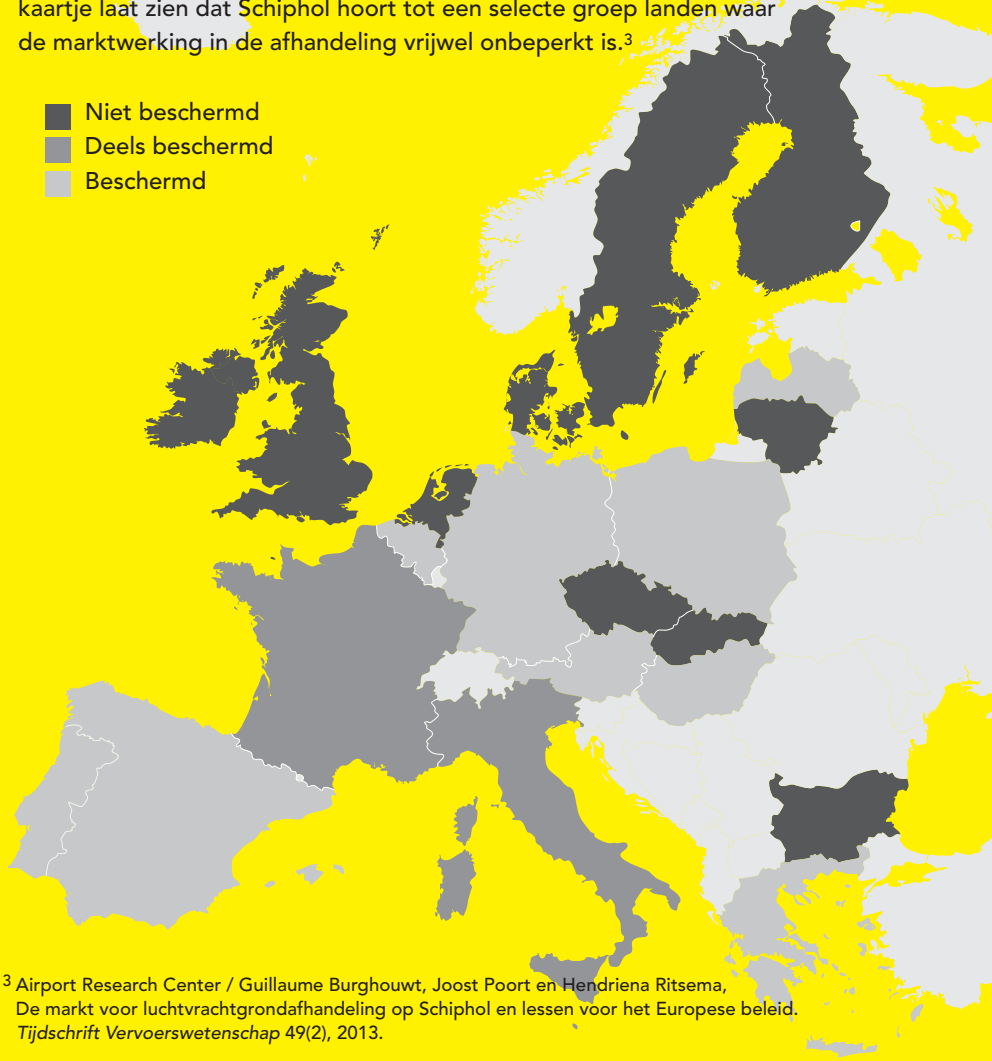 kaartje laat zien dat Schiphol hoort tot een selecte groep landen waar
de marktwerking in de afhandeling vrijwel onbeperkt is.3
Niet beschermd
Deels beschermd
Beschermd
3 Airport Research Center / Guillaume Burghouwt, Joost Poort en Hendriena Ritsema,
De markt voor luchtvrachtgrondafhandeling op Schiphol en lessen voor het Europese beleid.
Tijdschrift Vervoerswetenschap 49(2), 2013.